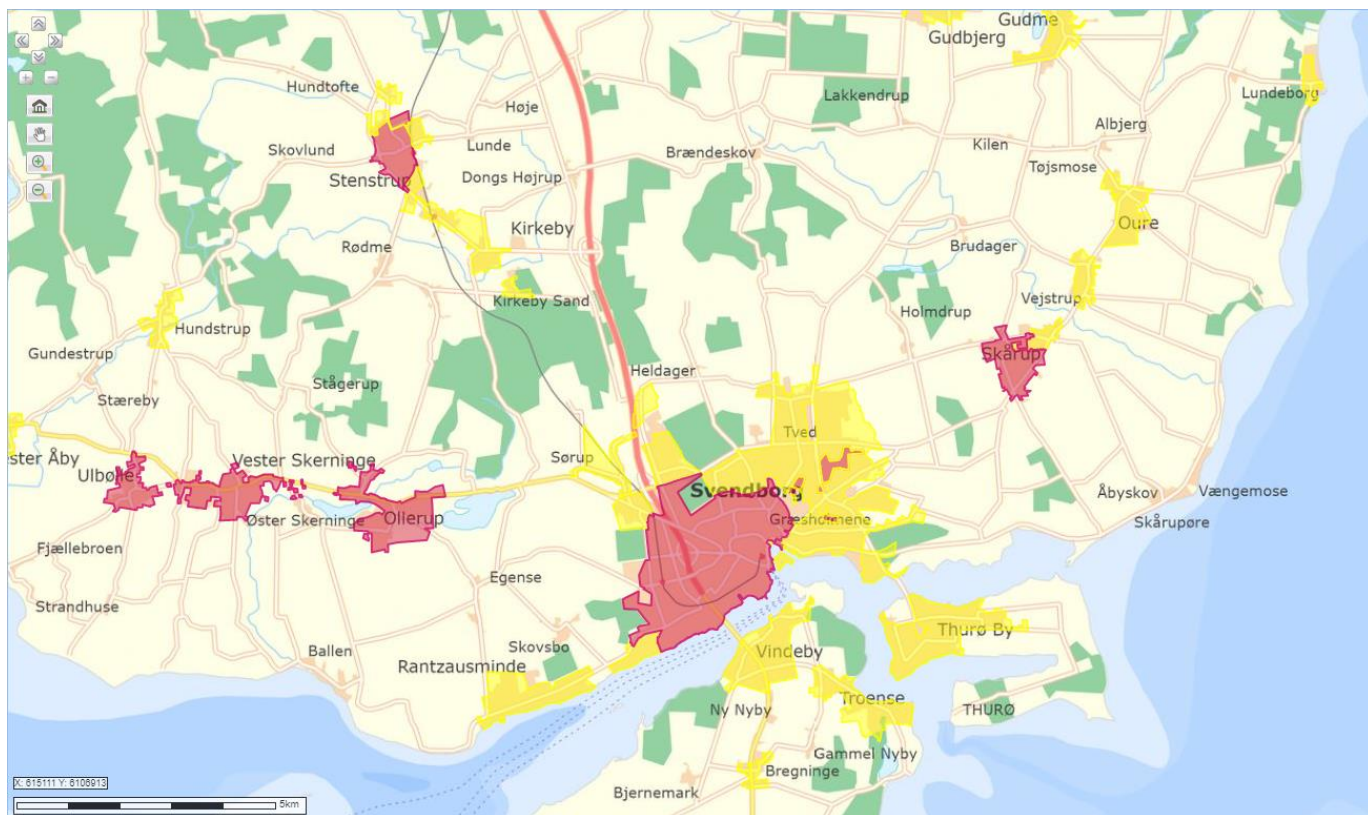 Gudme
Gudbjerg
Hundtofte
Høje
Lakkendrup
Lundeborg
Albjerg
Skovlund
Lunde
Brændeskov
Kilen
Tøjsmose
Stenstrup
Dongs Højrup
Oure
Kirkeby
Rødme
Brudager
Kirkeby Sand
Vejstrup
Holmdrup
Hundstrup
Gundestrup
Skårup
Heldager
Stågerup
Stæreby
Tved
Sørup
ster Åby
Vester Skerninge
Ulbølle
Svendborg
Åbyskov
Vængemose
Øster Skerninge
Ollerup
Græsholmene
Skårupøre
Fjællebroen
Egense
Strandhuse
Thurø By
Skovsbo
Ballen
Vindeby
Rantzausminde
Troense
Ny Nyby
THURØ
Gammel Nyby
Bregninge
X: 615111 Y: 6106913
Bjernemark
5km